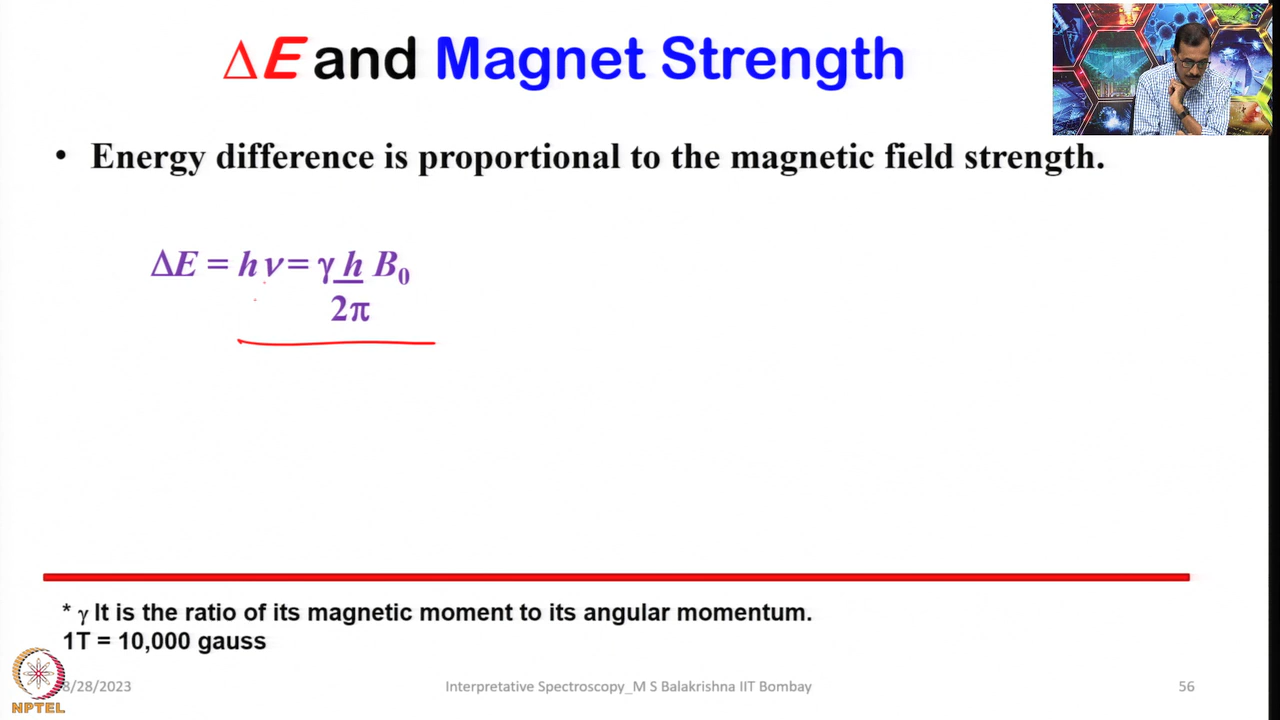 ΔE and Magnet Strength
• Energy difference is proportional to the magnetic field strength.
ΔE = h ν = γ h B₀
2π
* γ It is the ratio of its magnetic moment to its angular momentum.
1T = 10,000 gauss
8/28/2023
Interpretative Spectroscopy_M S Balakrishna IIT Bombay
56
NPTEL